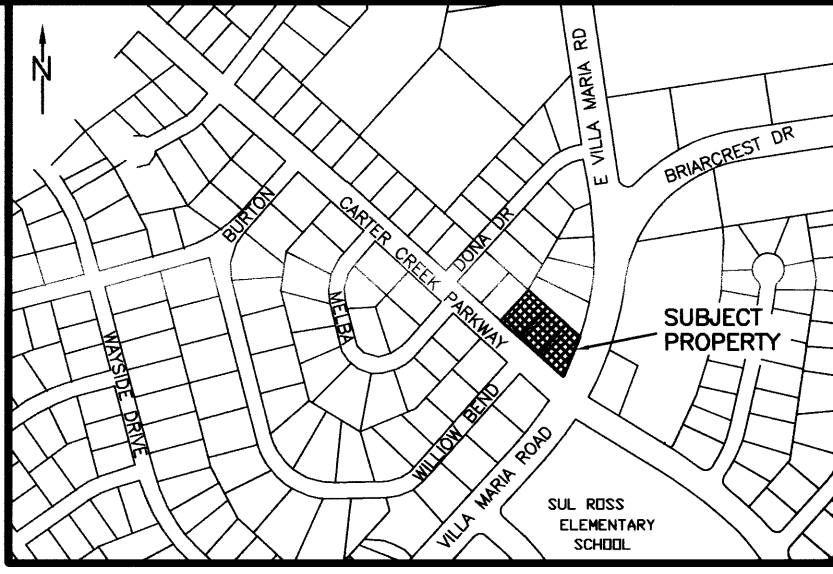 N
E VILLA MARIA RD
BRIARCREST DR
BURTON
CARTER CREEK PARKWAY
DONA DR
MELBA
SUBJECT
PROPERTY
WAYSIDE DRIVE
WILLIOW BEND
VILLA MARIA ROAD
SUL ROSS
ELEMENTARY
SCHOOL